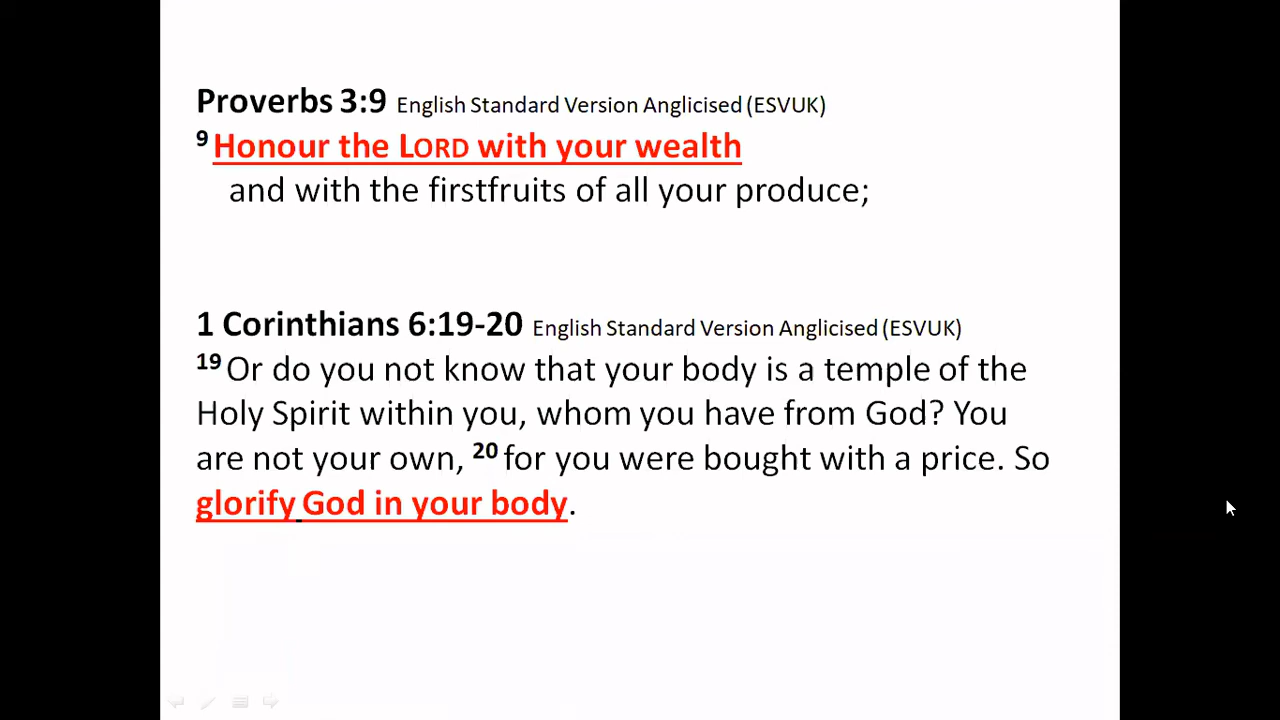 Proverbs 3:9 English Standard Version Anglicised (ESVUK)
9 Honour the LORD with your wealth
and with the firstfruits of all your produce;
1 Corinthians 6:19-20 English Standard Version Anglicised (ESVUK)
19 Or do you not know that your body is a temple of the
Holy Spirit within you, whom you have from God? You
are not your own, 20 for you were bought with a price. So
glorify God in your body.